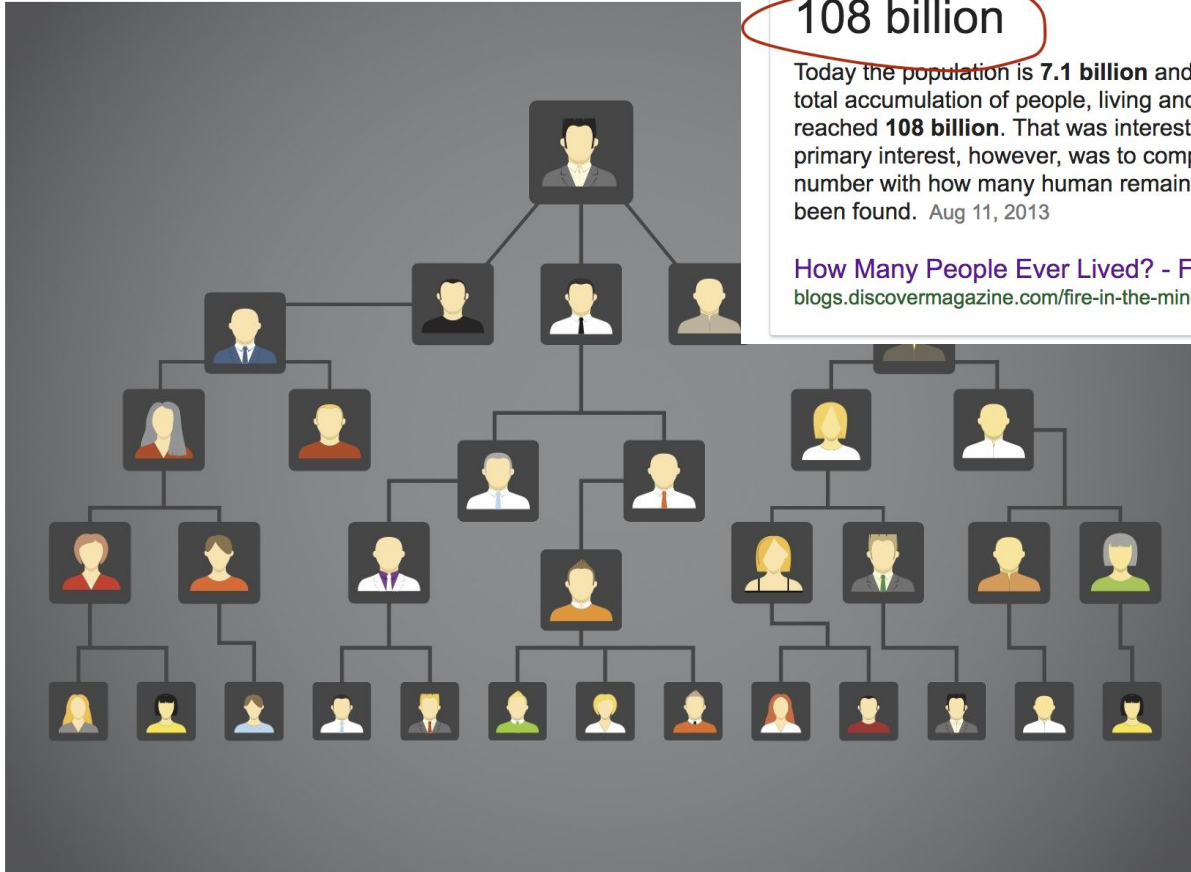 108 billion
Today the population is 7.1 billion and
total accumulation of people, living and
reached 108 billion. That was interest
primary interest, however, was to comp
number with how many human remain
been found. Aug 11, 2013
How Many People Ever Lived? - F
blogs.discovermagazine.com/fire-in-the-min